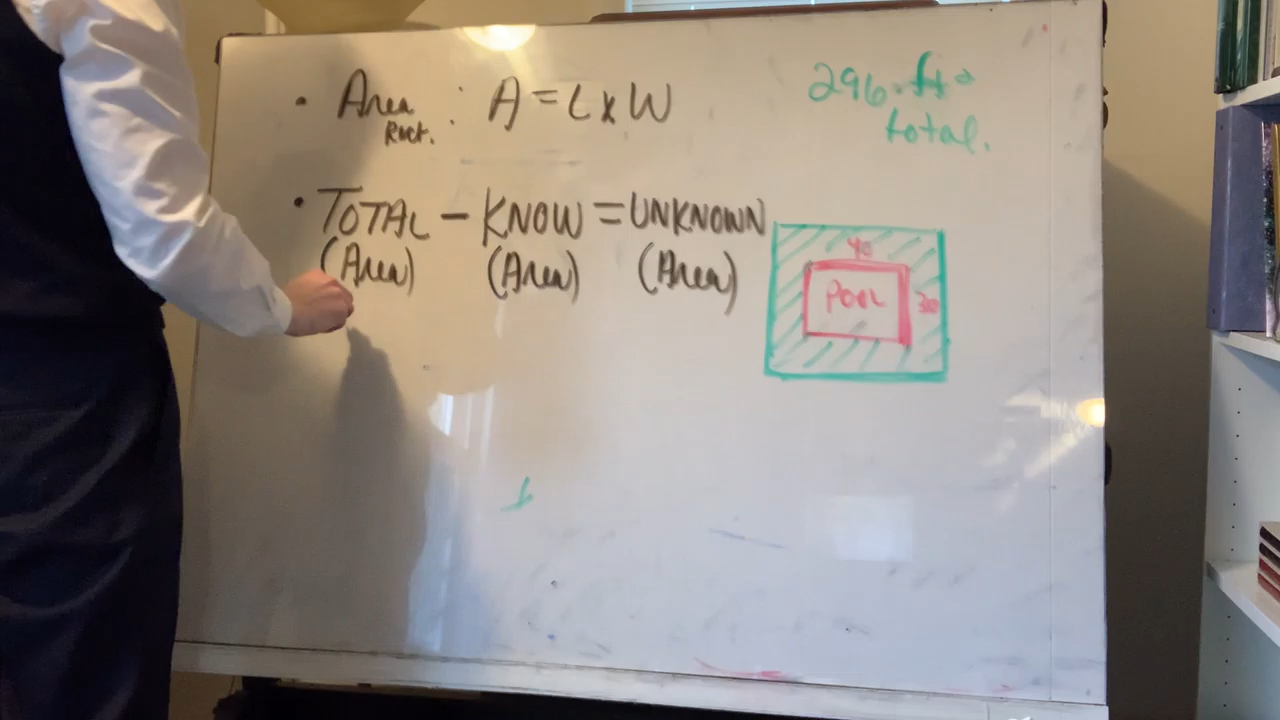 • Area Rect. : A = L x W
296. ft²
total.
• TOTAL - KNOW = UNKNOWN
(Area) (Area) (Area)
40
POOL
30